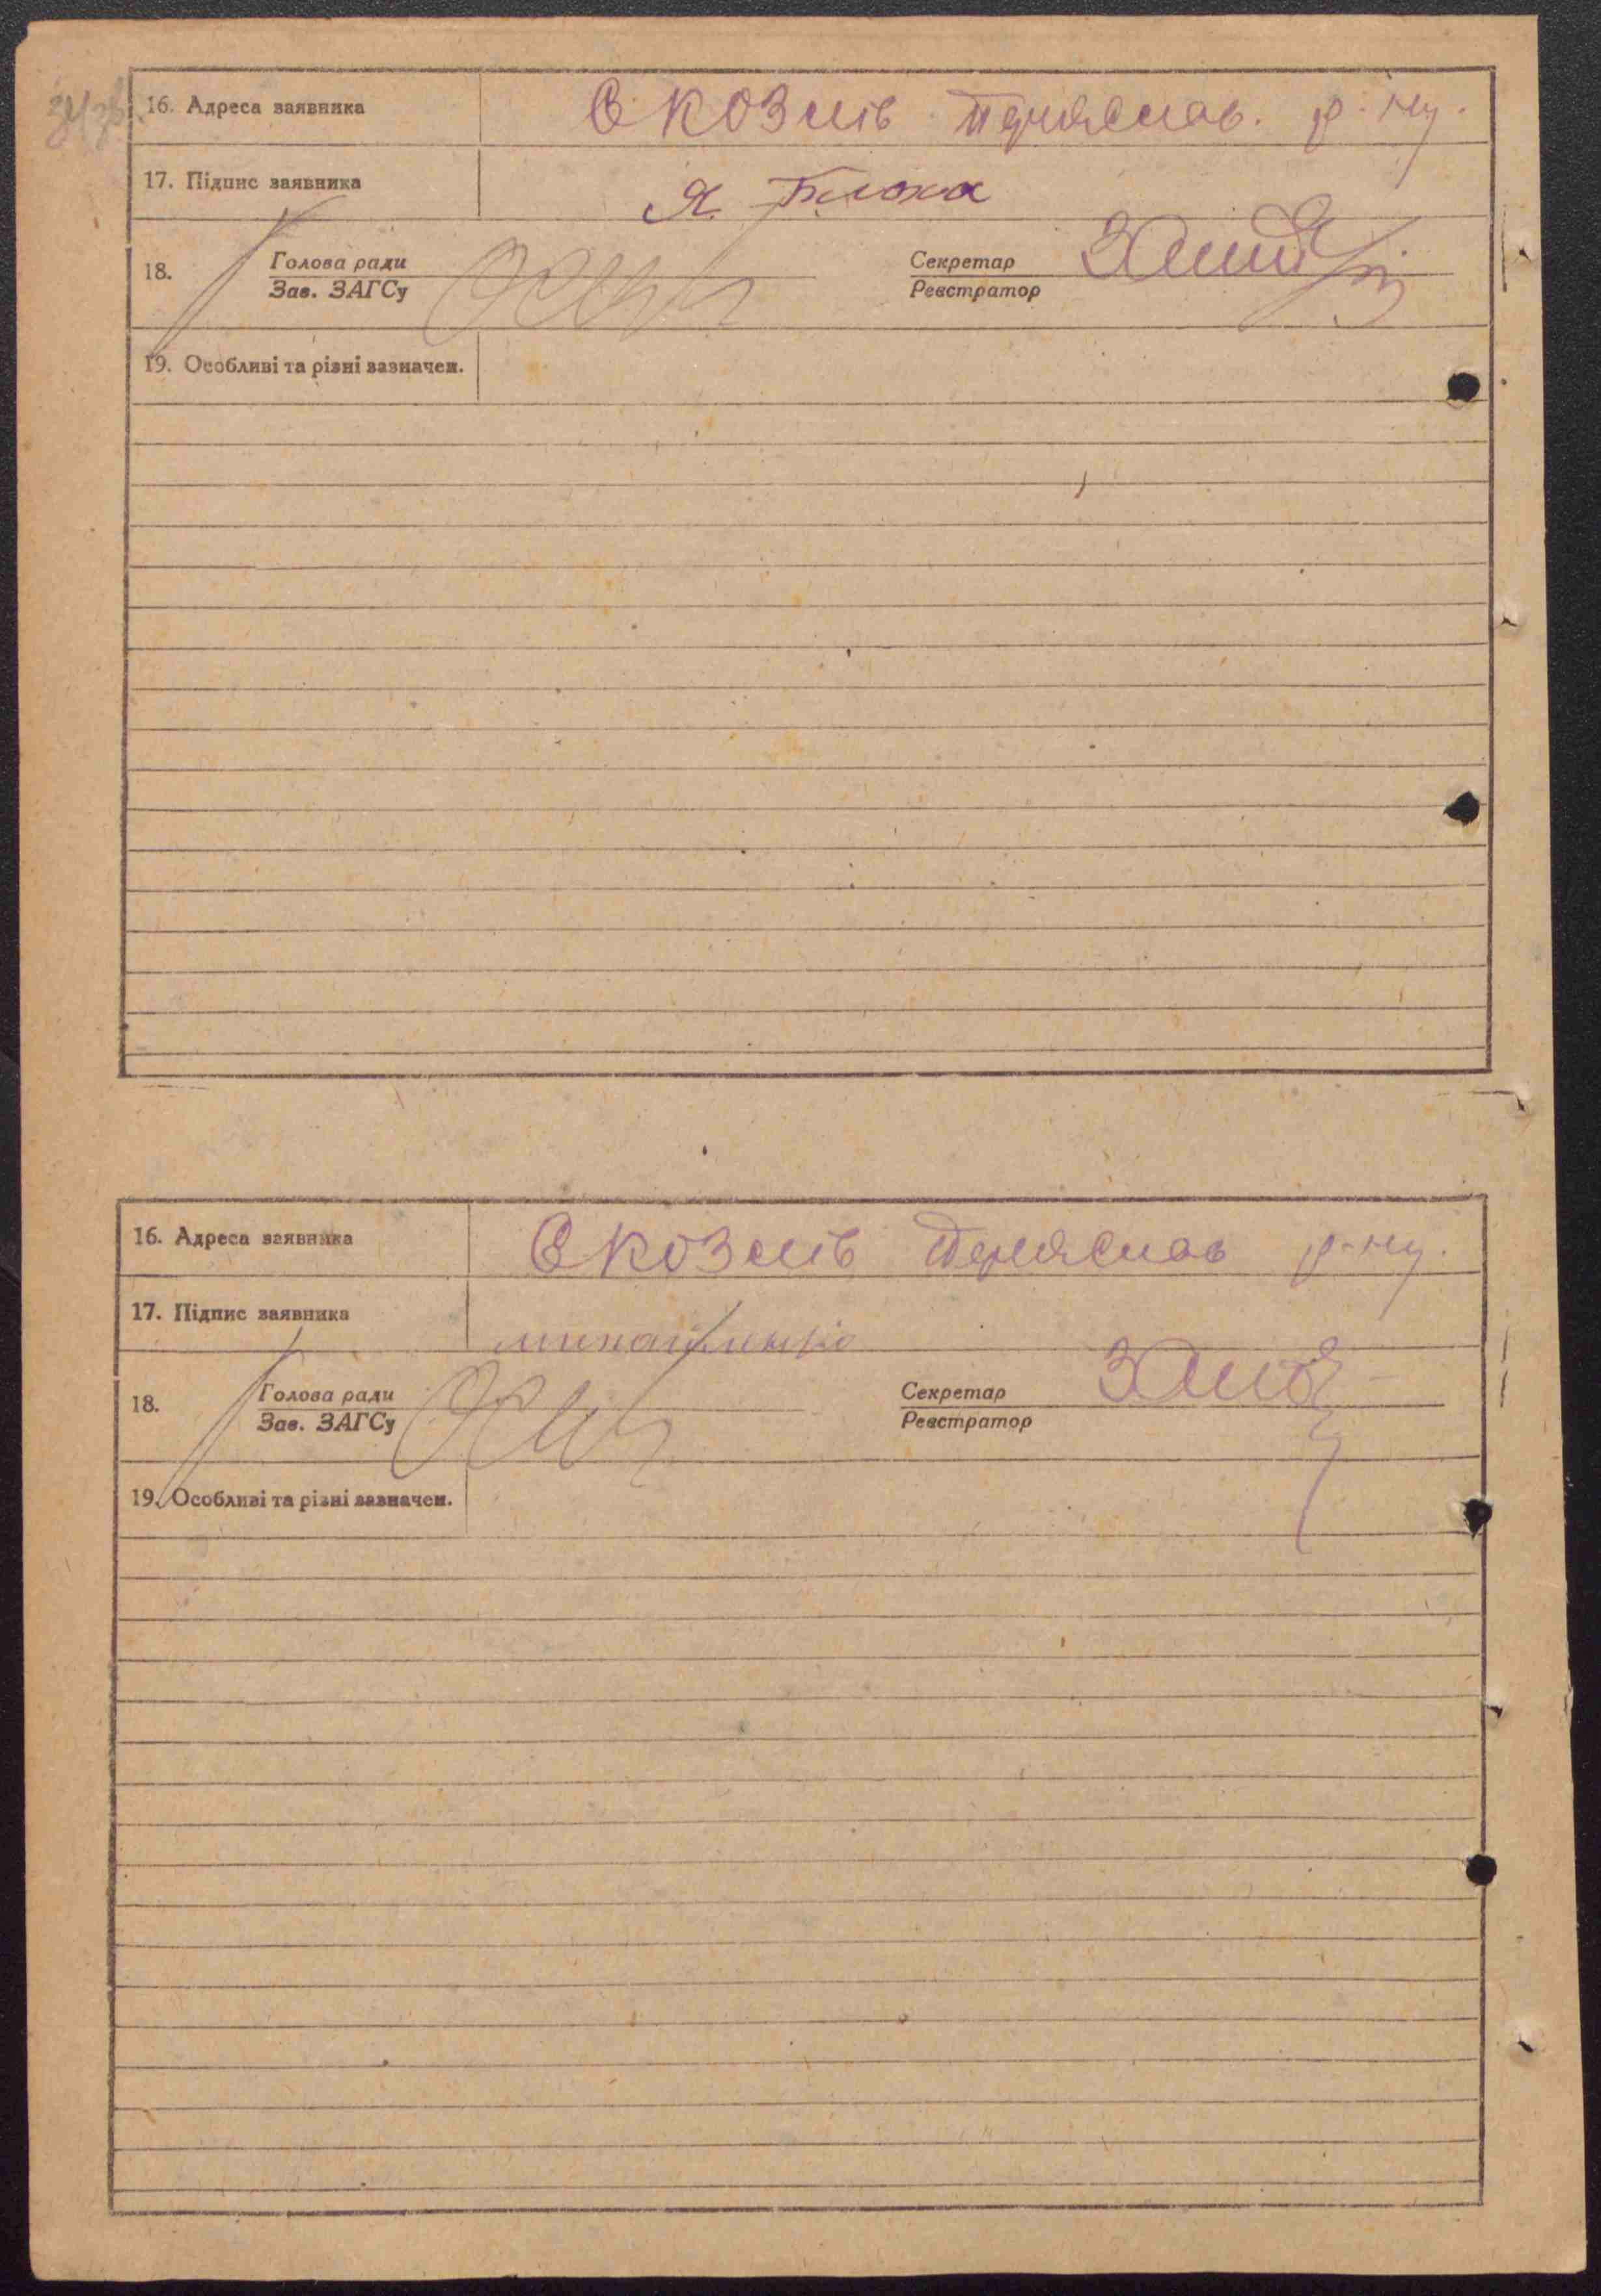 16. Адреса заявника С Козлів Переяслав. р-ну.
17. Підпис заявника Я Блоха
18. Голова ради Секретар
Зав. ЗАГСу Реєстратор
19. Особливі та різні зазначен.
16. Адреса заявника С Козлів Переяслав р-ну.
17. Підпис заявника
18. Голова ради Секретар
Зав. ЗАГСу Реєстратор
19. Особливі та різні зазначен.